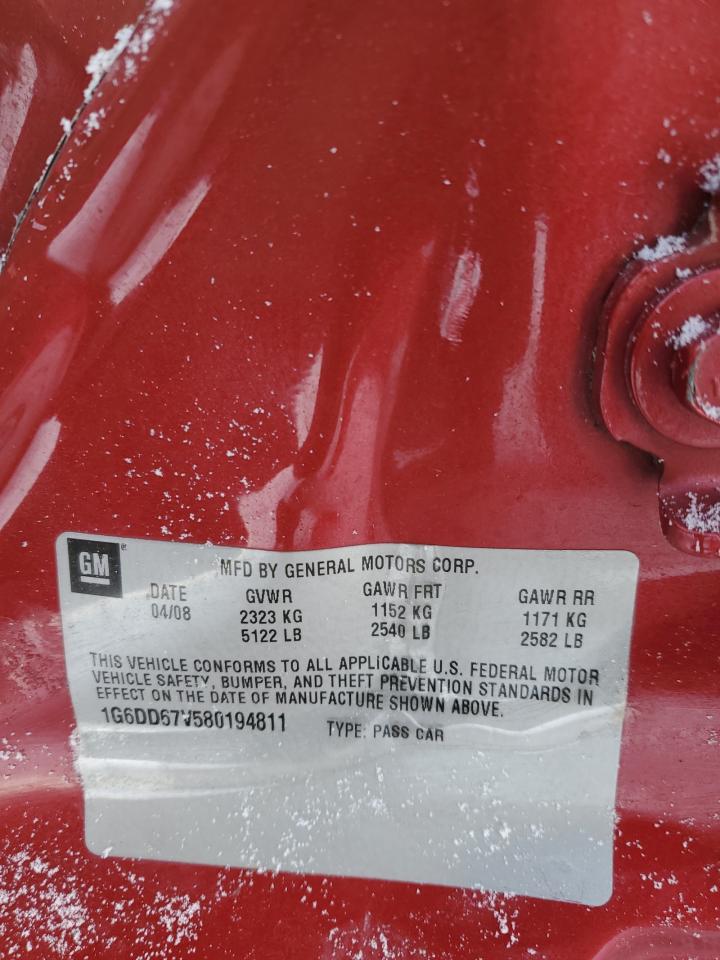 GM
MFD BY GENERAL MOTORS CORP.
DATE GVWR GAWR FRT GAWR RR
04/08 2323 KG 1152 KG 1171 KG
5122 LB 2540 LB 2582 LB
THIS VEHICLE CONFORMS TO ALL APPLICABLE U.S. FEDERAL MOTOR
VEHICLE SAFETY, BUMPER, AND THEFT PREVENTION STANDARDS IN
EFFECT ON THE DATE OF MANUFACTURE SHOWN ABOVE.
1G6DD67V580194811 TYPE: PASS CAR